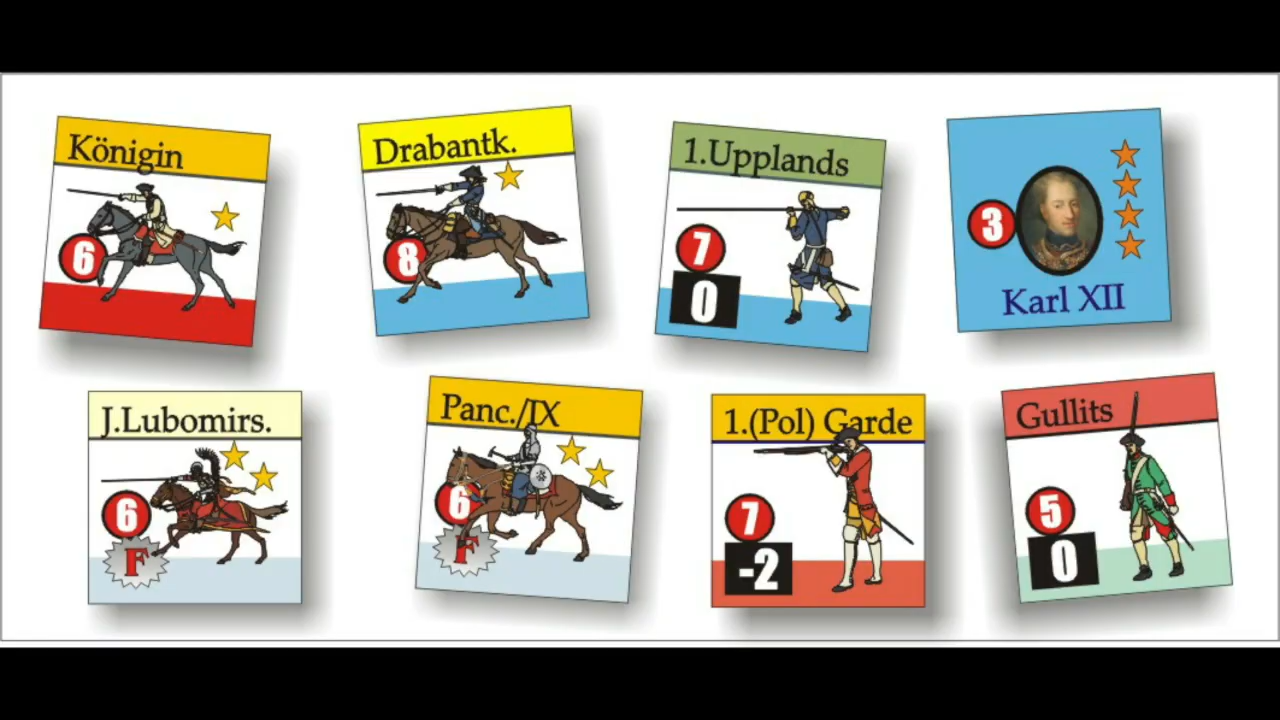 Königin
6
Drabantk.
8
1.Upplands
7
0
3
Karl XII
J.Lubomirs.
6
F
Panc./IX
6
F
1.(Pol) Garde
7
-2
Gullits
5
0